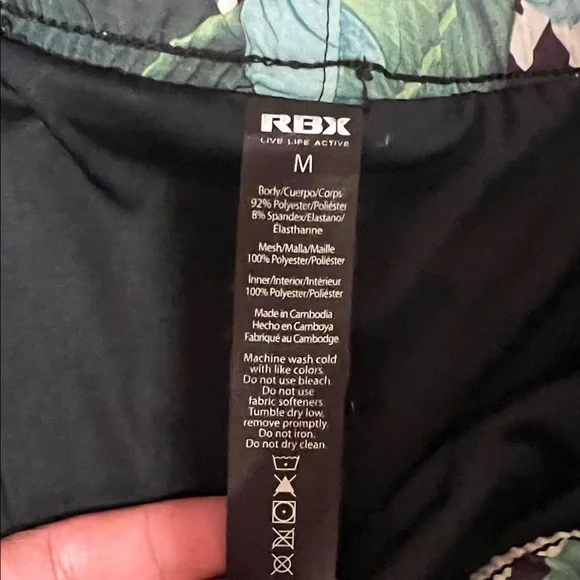 RBX
LIVE LIFE ACTIVE
M
Body/Cuerpo/Corps
92% Polyester/Poliéster
8% Spandex/Elastano/
Élasthanne
Mesh/Malla/Maille
100% Polyester/Poliéster
Inner/Interior/Intérieur
100% Polyester/Poliéster
Made in Cambodia
Hecho en Camboya
Fabriqué au Cambodge
Machine wash cold
with like colors.
Do not use bleach.
Do not use
fabric softeners.
Tumble dry low,
remove promptly.
Do not iron.
Do not dry clean.